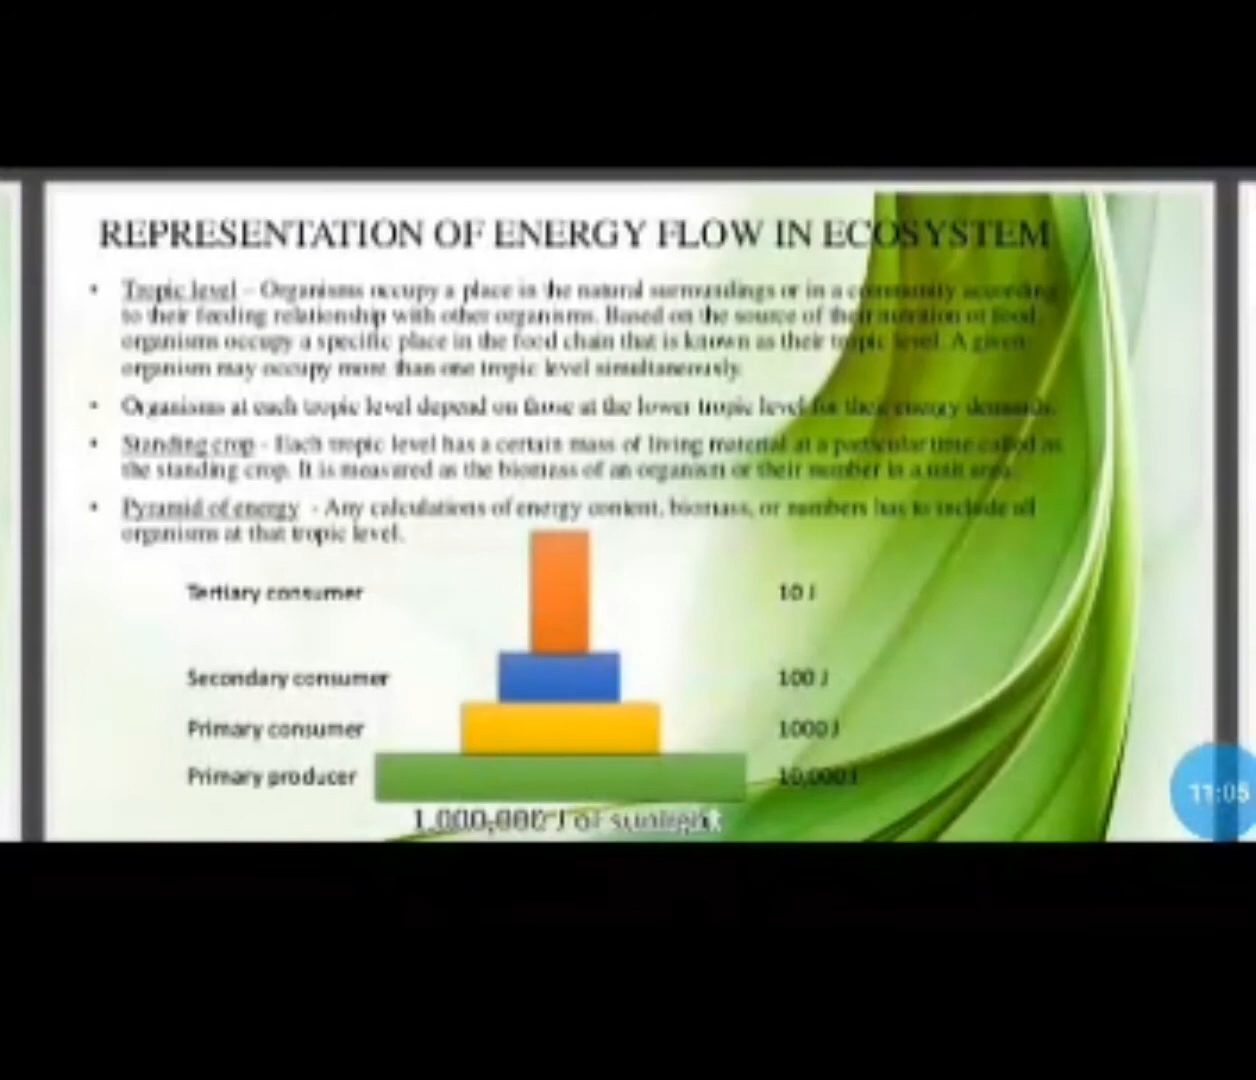 REPRESENTATION OF ENERGY FLOW IN ECOSYSTEM
• Tropic level – Organisms occupy a place in the natural surroundings or in a community according
to their feeding relationship with other organisms. Based on the source of their nutrition or food,
organisms occupy a specific place in the food chain that is known as their tropic level. A given
organism may occupy more than one tropic level simultaneously.
• Organisms at each tropic level depend on those at the lower tropic level for their energy demands.
• Standing crop - Each tropic level has a certain mass of living material at a particular time called as
the standing crop. It is measured as the biomass of an organism or their number in a unit area.
• Pyramid of energy - Any calculations of energy content, biomass, or numbers has to include all
organisms at that tropic level.
Tertiary consumer 10 J
Secondary consumer 100 J
Primary consumer 1000 J
Primary producer 10,000 J
1,000,000 J of sunlight
11:05